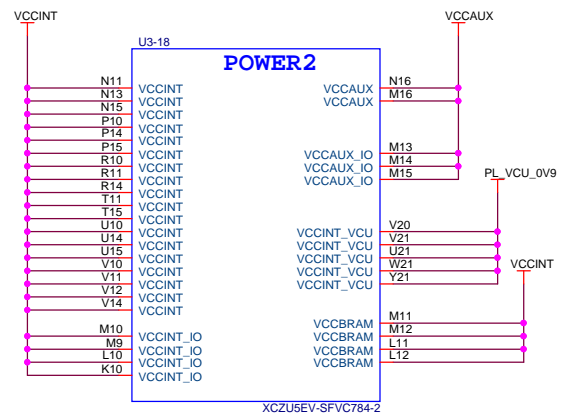 VCCINT
VCCAUX
U3-18
POWER2
N11 VCCINT
N13 VCCINT
N15 VCCINT
P10 VCCINT
P14 VCCINT
P15 VCCINT
R10 VCCINT
R11 VCCINT
R14 VCCINT
T11 VCCINT
T15 VCCINT
U10 VCCINT
U14 VCCINT
U15 VCCINT
V10 VCCINT
V11 VCCINT
V12 VCCINT
V14 VCCINT
M10 VCCINT_IO
M9 VCCINT_IO
L10 VCCINT_IO
K10 VCCINT_IO
VCCAUX N16
VCCAUX M16
VCCAUX_IO M13
VCCAUX_IO M14
VCCAUX_IO M15
PL_VCU_0V9
VCCINT_VCU V20
VCCINT_VCU V21
VCCINT_VCU U21
VCCINT_VCU W21
VCCINT_VCU Y21
VCCINT
VCCBRAM M11
VCCBRAM M12
VCCBRAM L11
VCCBRAM L12
XCZU5EV-SFVC784-2